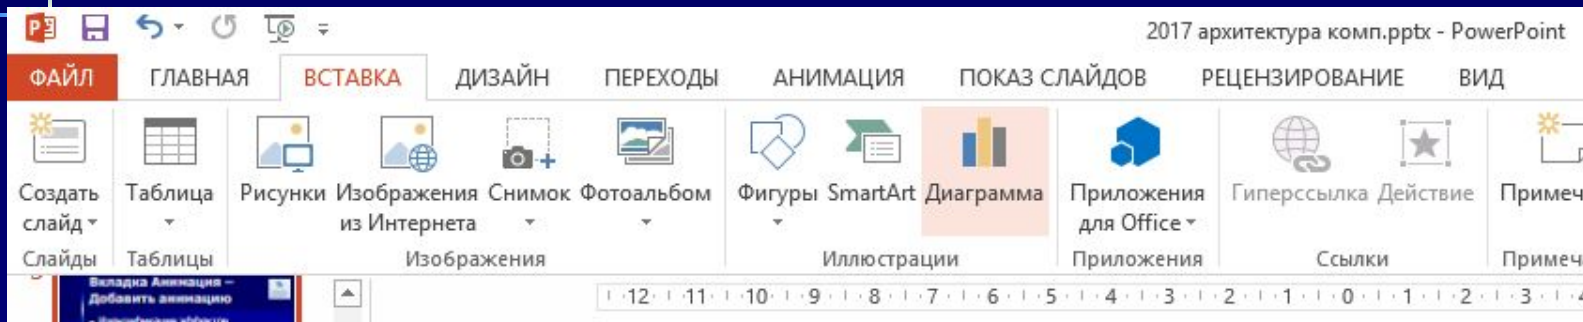 2017 архитектура комп.pptx - PowerPoint
ФАЙЛ ГЛАВНАЯ ВСТАВКА ДИЗАЙН ПЕРЕХОДЫ АНИМАЦИЯ ПОКАЗ СЛАЙДОВ РЕЦЕНЗИРОВАНИЕ ВИД
Создать Таблица Рисунки Изображения Снимок Фотоальбом Фигуры SmartArt Диаграмма Приложения Гиперссылка Действие Примеч
слайд из Интернета для Office
Слайды Таблицы Изображения Иллюстрации Приложения Ссылки Примеч
Вкладка Анимация –
Добавить анимацию
12 11 10 9 8 7 6 5 4 3 2 1 0 1 2 3 4